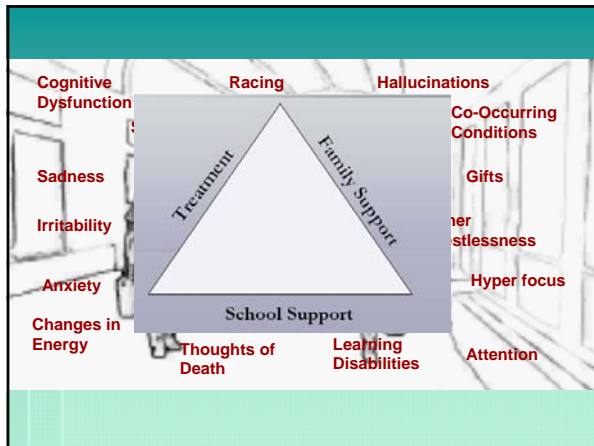 Cognitive
Dysfunction
Racing
Hallucinations
Co-Occurring
Conditions
Sadness
Treatment
Family Support
Gifts
Irritability
Anxiety
Hyper focus
School Support
Changes in
Energy
Thoughts of
Death
Learning
Disabilities
Attention